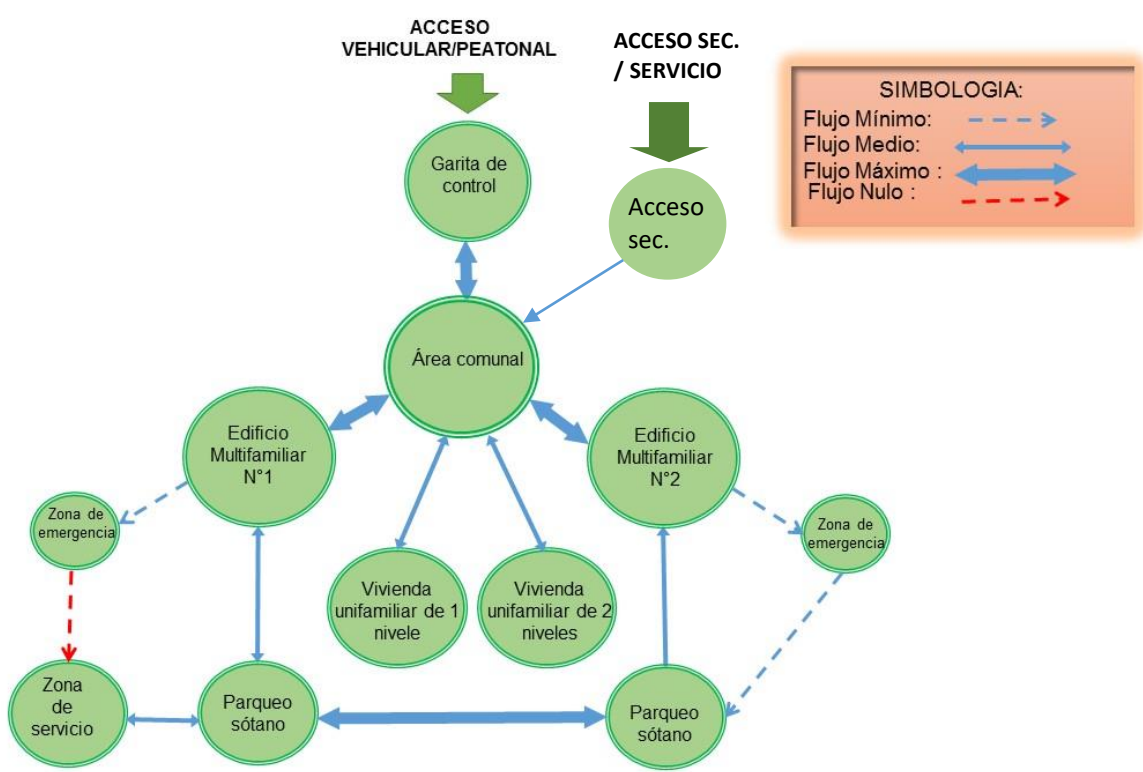 ACCESO
VEHICULAR/PEATONAL
ACCESO SEC.
/ SERVICIO
SIMBOLOGIA:
Flujo Mínimo:
Flujo Medio:
Flujo Máximo :
Flujo Nulo :
Garita de
control
Acceso
sec.
Área comunal
Edificio
Multifamiliar
N°1
Edificio
Multifamiliar
N°2
Zona de
emergencia
Zona de
emergencia
Vivienda
unifamiliar de 1
nivele
Vivienda
unifamiliar de 2
niveles
Zona
de
servicio
Parqueo
sótano
Parqueo
sótano